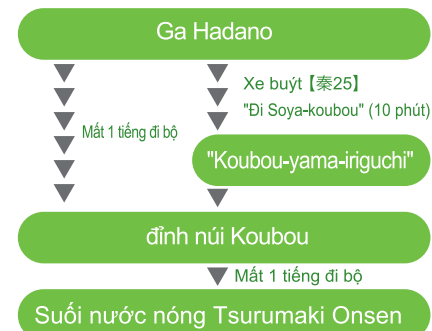 Ga Hadano
Xe buýt【秦25】
"Đi Soya-koubou" (10 phút)
Mất 1 tiếng đi bộ
"Koubou-yama-iriguchi"
đỉnh núi Koubou
Mất 1 tiếng đi bộ
Suối nước nóng Tsurumaki Onsen